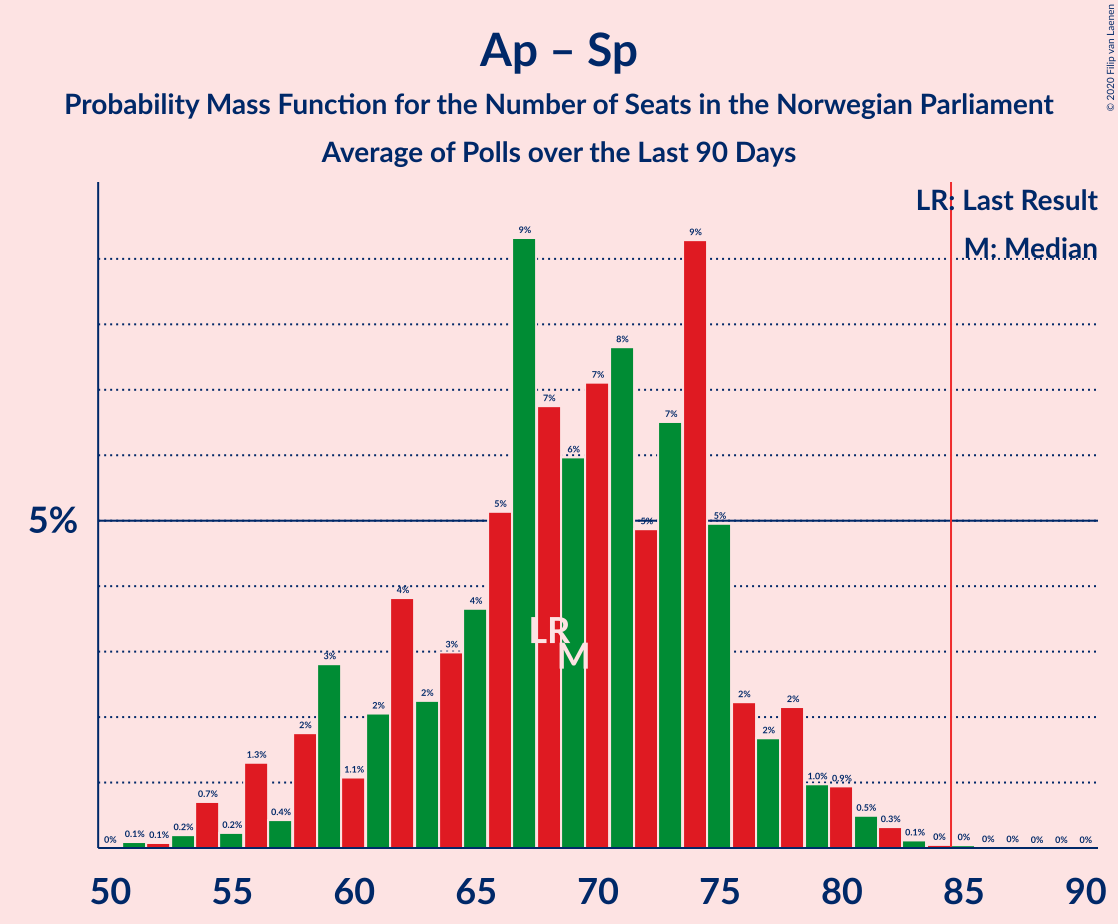 Ap – Sp
Probability Mass Function for the Number of Seats in the Norwegian Parliament
Average of Polls over the Last 90 Days
© 2020 Filip van Laenen
LR: Last Result
M: Median
5%
0% 0.1% 0.1% 0.2% 0.7% 0.2% 1.3% 0.4% 2% 3% 1.1% 2% 4% 2% 3% 4% 5% 9% 7% 6% 7% 8% 5% 7% 9% 5% 2% 2% 2% 1.0% 0.9% 0.5% 0.3% 0.1% 0% 0% 0% 0% 0% 0% 0%
LR
M
50 55 60 65 70 75 80 85 90